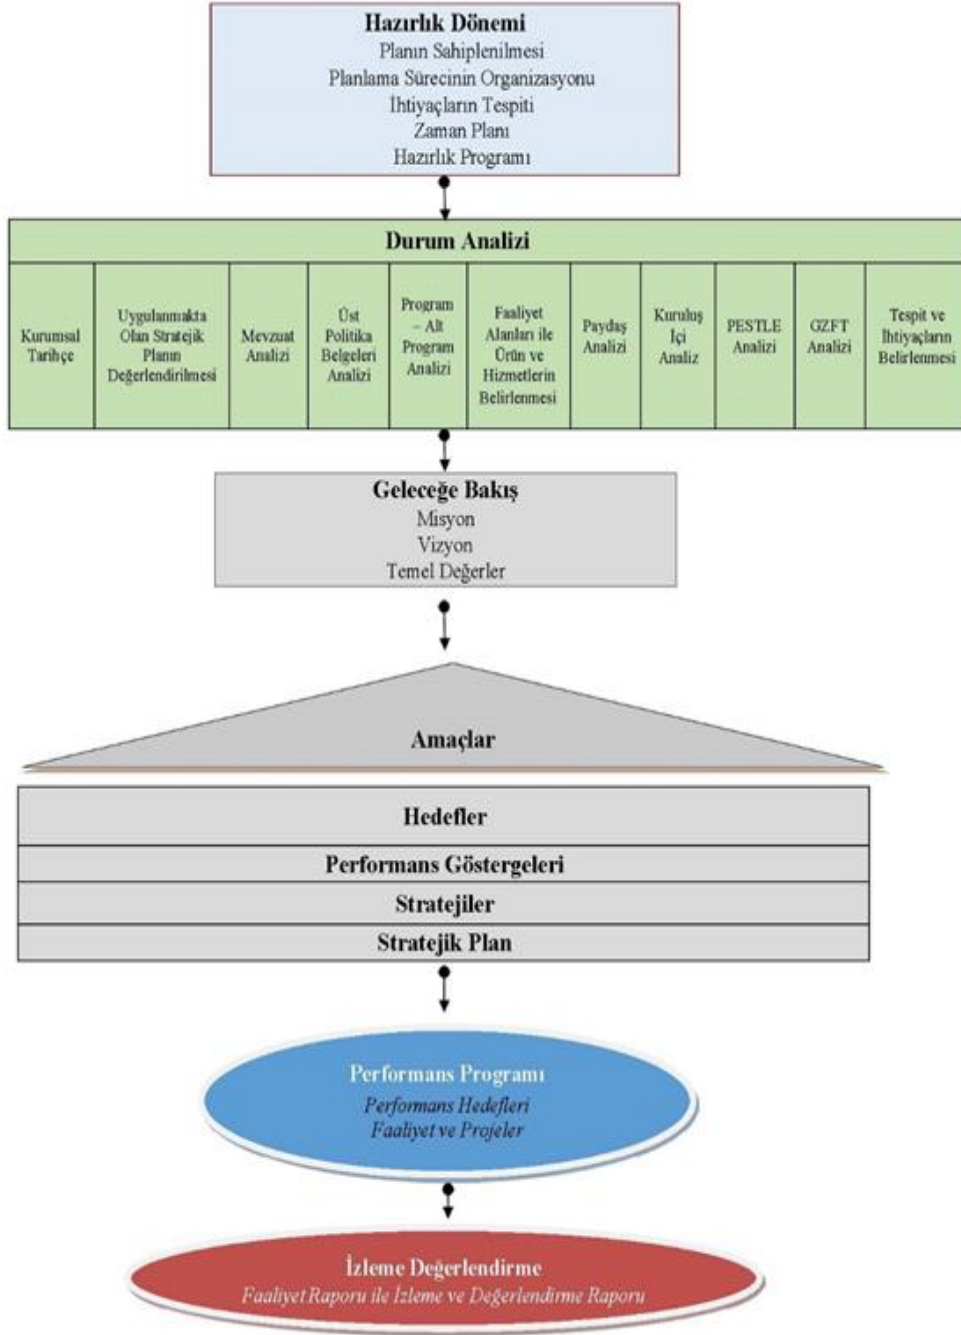 Hazırlık Dönemi
Planın Sahiplenilmesi
Planlama Sürecinin Organizasyonu
İhtiyaçların Tespiti
Zaman Planı
Hazırlık Programı
Durum Analizi
Kurumsal
Tarihçe
Uygulanmakta
Olan Stratejik
Planın
Değerlendirilmesi
Mevzuat
Analizi
Üst
Politika
Belgeleri
Analizi
Program
– Alt
Program
Analizi
Faaliyet
Alanları ile
Ürün ve
Hizmetlerin
Belirlenmesi
Paydaş
Analizi
Kuruluş
İçi
Analiz
PESTLE
Analizi
GZFT
Analizi
Tespit ve
İhtiyaçların
Belirlenmesi
Geleceğe Bakış
Misyon
Vizyon
Temel Değerler
Amaçlar
Hedefler
Performans Göstergeleri
Stratejiler
Stratejik Plan
Performans Programı
Performans Hedefleri
Faaliyet ve Projeler
İzleme Değerlendirme
Faaliyet Raporu ile İzleme ve Değerlendirme Raporu